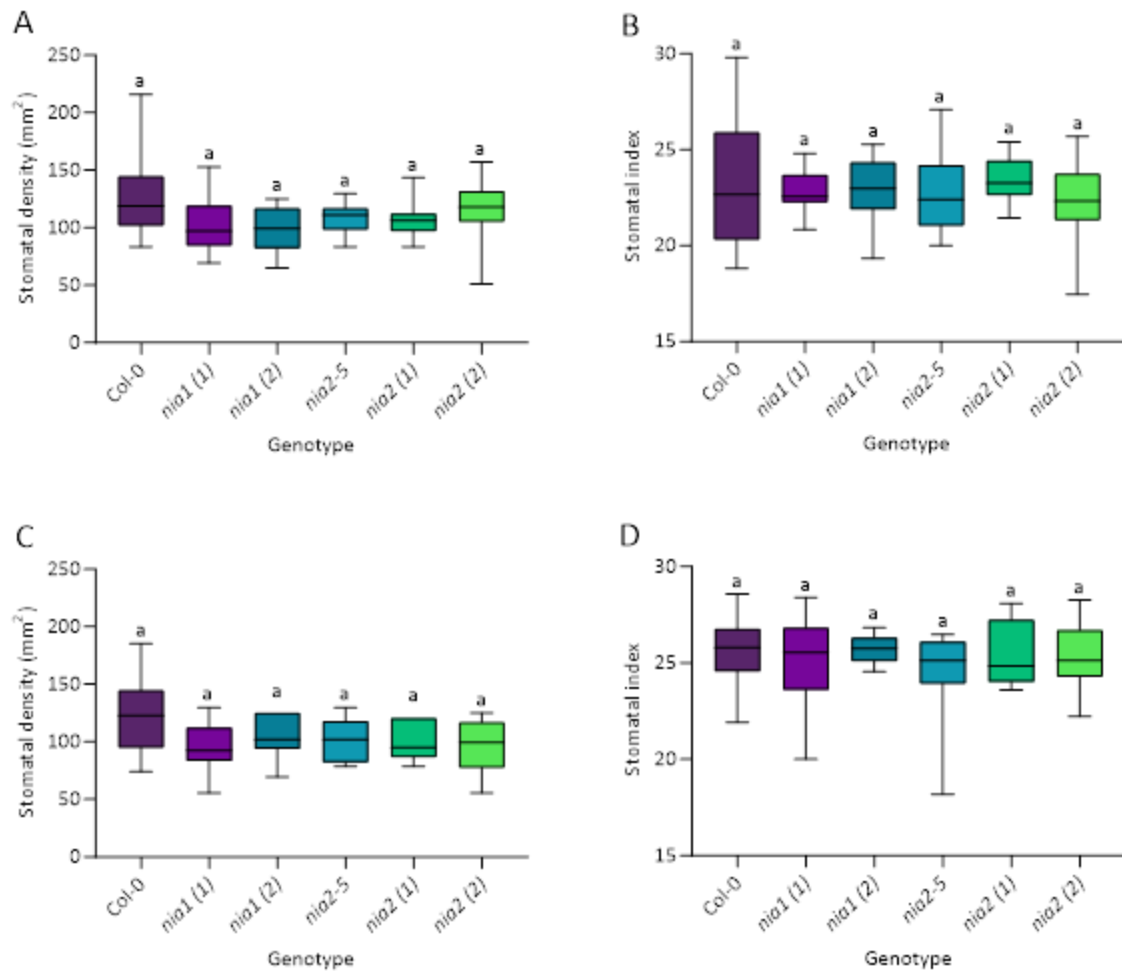 A
Stomatal density (mm²)
250
200
150
100
50
0
a a a a a a
Col-0 nia1 (1) nia1 (2) nia2-5 nia2 (1) nia2 (2)
Genotype
B
Stomatal index
30
25
20
15
a a a a a a
Col-0 nia1 (1) nia1 (2) nia2-5 nia2 (1) nia2 (2)
Genotype
C
Stomatal density (mm²)
250
200
150
100
50
0
a a a a a a
Col-0 nia1 (1) nia1 (2) nia2-5 nia2 (1) nia2 (2)
Genotype
D
Stomatal index
30
25
20
15
a a a a a a
Col-0 nia1 (1) nia1 (2) nia2-5 nia2 (1) nia2 (2)
Genotype